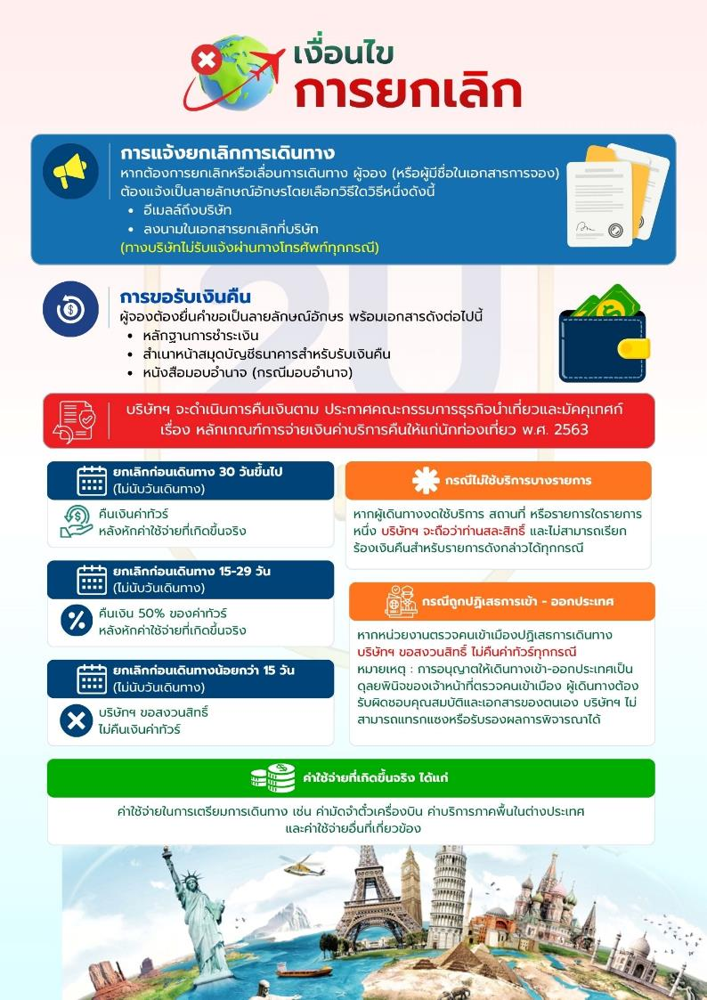 เงื่อนไข
การยกเลิก
การแจ้งยกเลิกการเดินทาง
หากต้องการยกเลิกหรือเลื่อนการเดินทาง ผู้จอง (หรือผู้มีชื่อในเอกสารการจอง)
ต้องแจ้งเป็นลายลักษณ์อักษรโดยเลือกวิธีใดวิธีหนึ่งดังนี้
• อีเมลล์ถึงบริษัท
• ลงนามในเอกสารยกเลิกที่บริษัท
(ทางบริษัทไม่รับแจ้งผ่านทางโทรศัพท์ทุกกรณี)
การขอรับเงินคืน
ผู้จองต้องยื่นคำขอเป็นลายลักษณ์อักษร พร้อมเอกสารดังต่อไปนี้
• หลักฐานการชำระเงิน
• สำเนาหน้าสมุดบัญชีธนาคารสำหรับรับเงินคืน
• หนังสือมอบอำนาจ (กรณีมอบอำนาจ)
บริษัทฯ จะดำเนินการคืนเงินตาม ประกาศคณะกรรมการธุรกิจนำเที่ยวและมัคคุเทศก์
เรื่อง หลักเกณฑ์การจ่ายเงินค่าบริการคืนให้แก่นักท่องเที่ยว พ.ศ. 2563
ยกเลิกก่อนเดินทาง 30 วันขึ้นไป
(ไม่นับวันเดินทาง)
คืนเงินค่าทัวร์
หลังหักค่าใช้จ่ายที่เกิดขึ้นจริง
ยกเลิกก่อนเดินทาง 15-29 วัน
(ไม่นับวันเดินทาง)
คืนเงิน 50% ของค่าทัวร์
หลังหักค่าใช้จ่ายที่เกิดขึ้นจริง
ยกเลิกก่อนเดินทางน้อยกว่า 15 วัน
(ไม่นับวันเดินทาง)
บริษัทฯ ขอสงวนสิทธิ์
ไม่คืนเงินค่าทัวร์
กรณีไม่ใช้บริการบางรายการ
หากผู้เดินทางงดใช้บริการ สถานที่ หรือรายการใดรายการ
หนึ่ง บริษัทฯ จะถือว่าท่านสละสิทธิ์ และไม่สามารถเรียก
ร้องเงินคืนสำหรับรายการดังกล่าวได้ทุกกรณี
กรณีถูกปฏิเสธการเข้า - ออกประเทศ
หากหน่วยงานตรวจคนเข้าเมืองปฏิเสธการเดินทาง
บริษัทฯ ขอสงวนสิทธิ์ ไม่คืนค่าทัวร์ทุกกรณี
หมายเหตุ : การอนุญาตให้เดินทางเข้า-ออกประเทศเป็น
ดุลยพินิจของเจ้าหน้าที่ตรวจคนเข้าเมือง ผู้เดินทางต้อง
รับผิดชอบคุณสมบัติและเอกสารของตนเอง บริษัทฯ ไม่
สามารถแทรกแซงหรือรับรองผลการพิจารณาได้
ค่าใช้จ่ายที่เกิดขึ้นจริง ได้แก่
ค่าใช้จ่ายในการเตรียมการเดินทาง เช่น ค่ามัดจำตั๋วเครื่องบิน ค่าบริการภาคพื้นในต่างประเทศ
และค่าใช้จ่ายอื่นที่เกี่ยวข้อง
2U